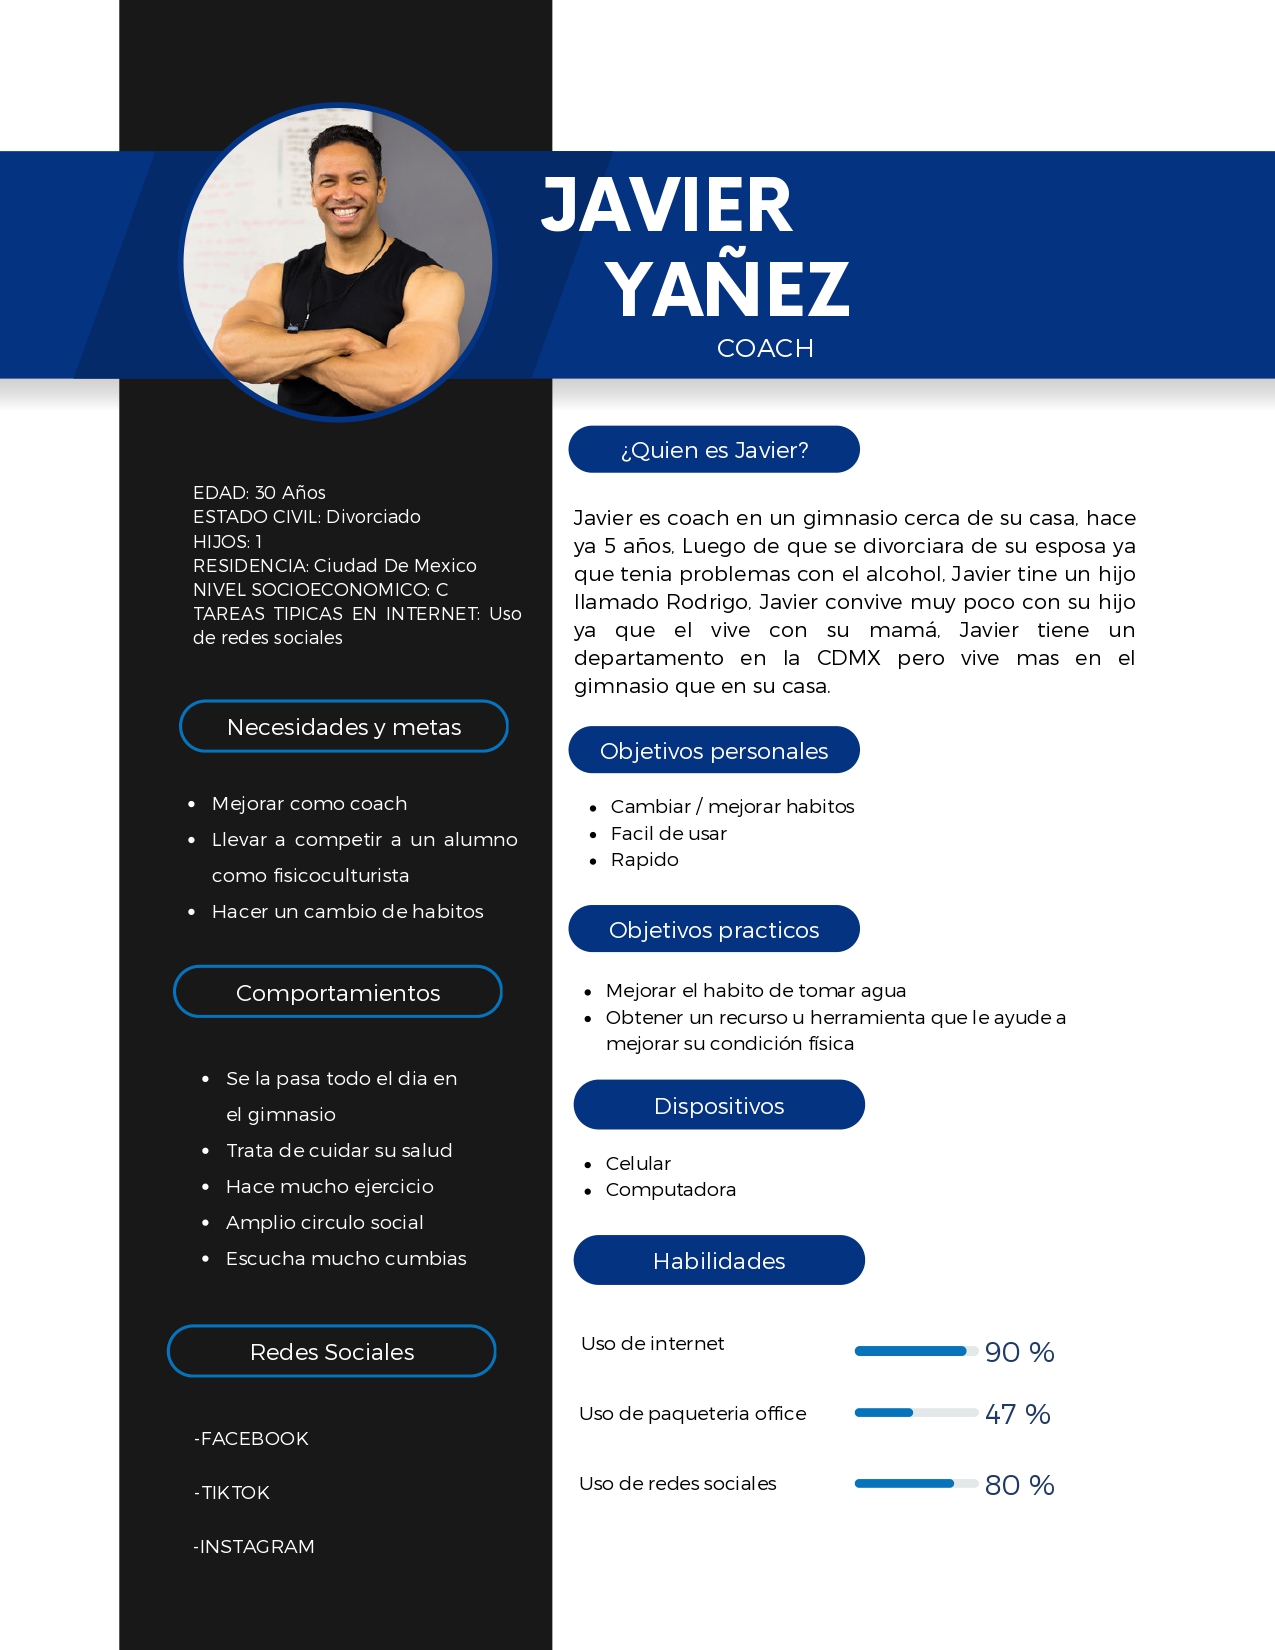 JAVIER
YAÑEZ
COACH
EDAD: 30 Años
ESTADO CIVIL: Divorciado
HIJOS: 1
RESIDENCIA: Ciudad De Mexico
NIVEL SOCIOECONOMICO: C
TAREAS TIPICAS EN INTERNET: Uso
de redes sociales
Necesidades y metas
• Mejorar como coach
• Llevar a competir a un alumno
como fisicoculturista
• Hacer un cambio de habitos
Comportamientos
• Se la pasa todo el dia en
el gimnasio
• Trata de cuidar su salud
• Hace mucho ejercicio
• Amplio circulo social
• Escucha mucho cumbias
Redes Sociales
-FACEBOOK
-TIKTOK
-INSTAGRAM
¿Quien es Javier?
Javier es coach en un gimnasio cerca de su casa, hace
ya 5 años, Luego de que se divorciara de su esposa ya
que tenia problemas con el alcohol, Javier tine un hijo
llamado Rodrigo, Javier convive muy poco con su hijo
ya que el vive con su mamá, Javier tiene un
departamento en la CDMX pero vive mas en el
gimnasio que en su casa.
Objetivos personales
• Cambiar / mejorar habitos
• Facil de usar
• Rapido
Objetivos practicos
• Mejorar el habito de tomar agua
• Obtener un recurso u herramienta que le ayude a
mejorar su condición física
Dispositivos
• Celular
• Computadora
Habilidades
Uso de internet 90 %
Uso de paqueteria office 47 %
Uso de redes sociales 80 %